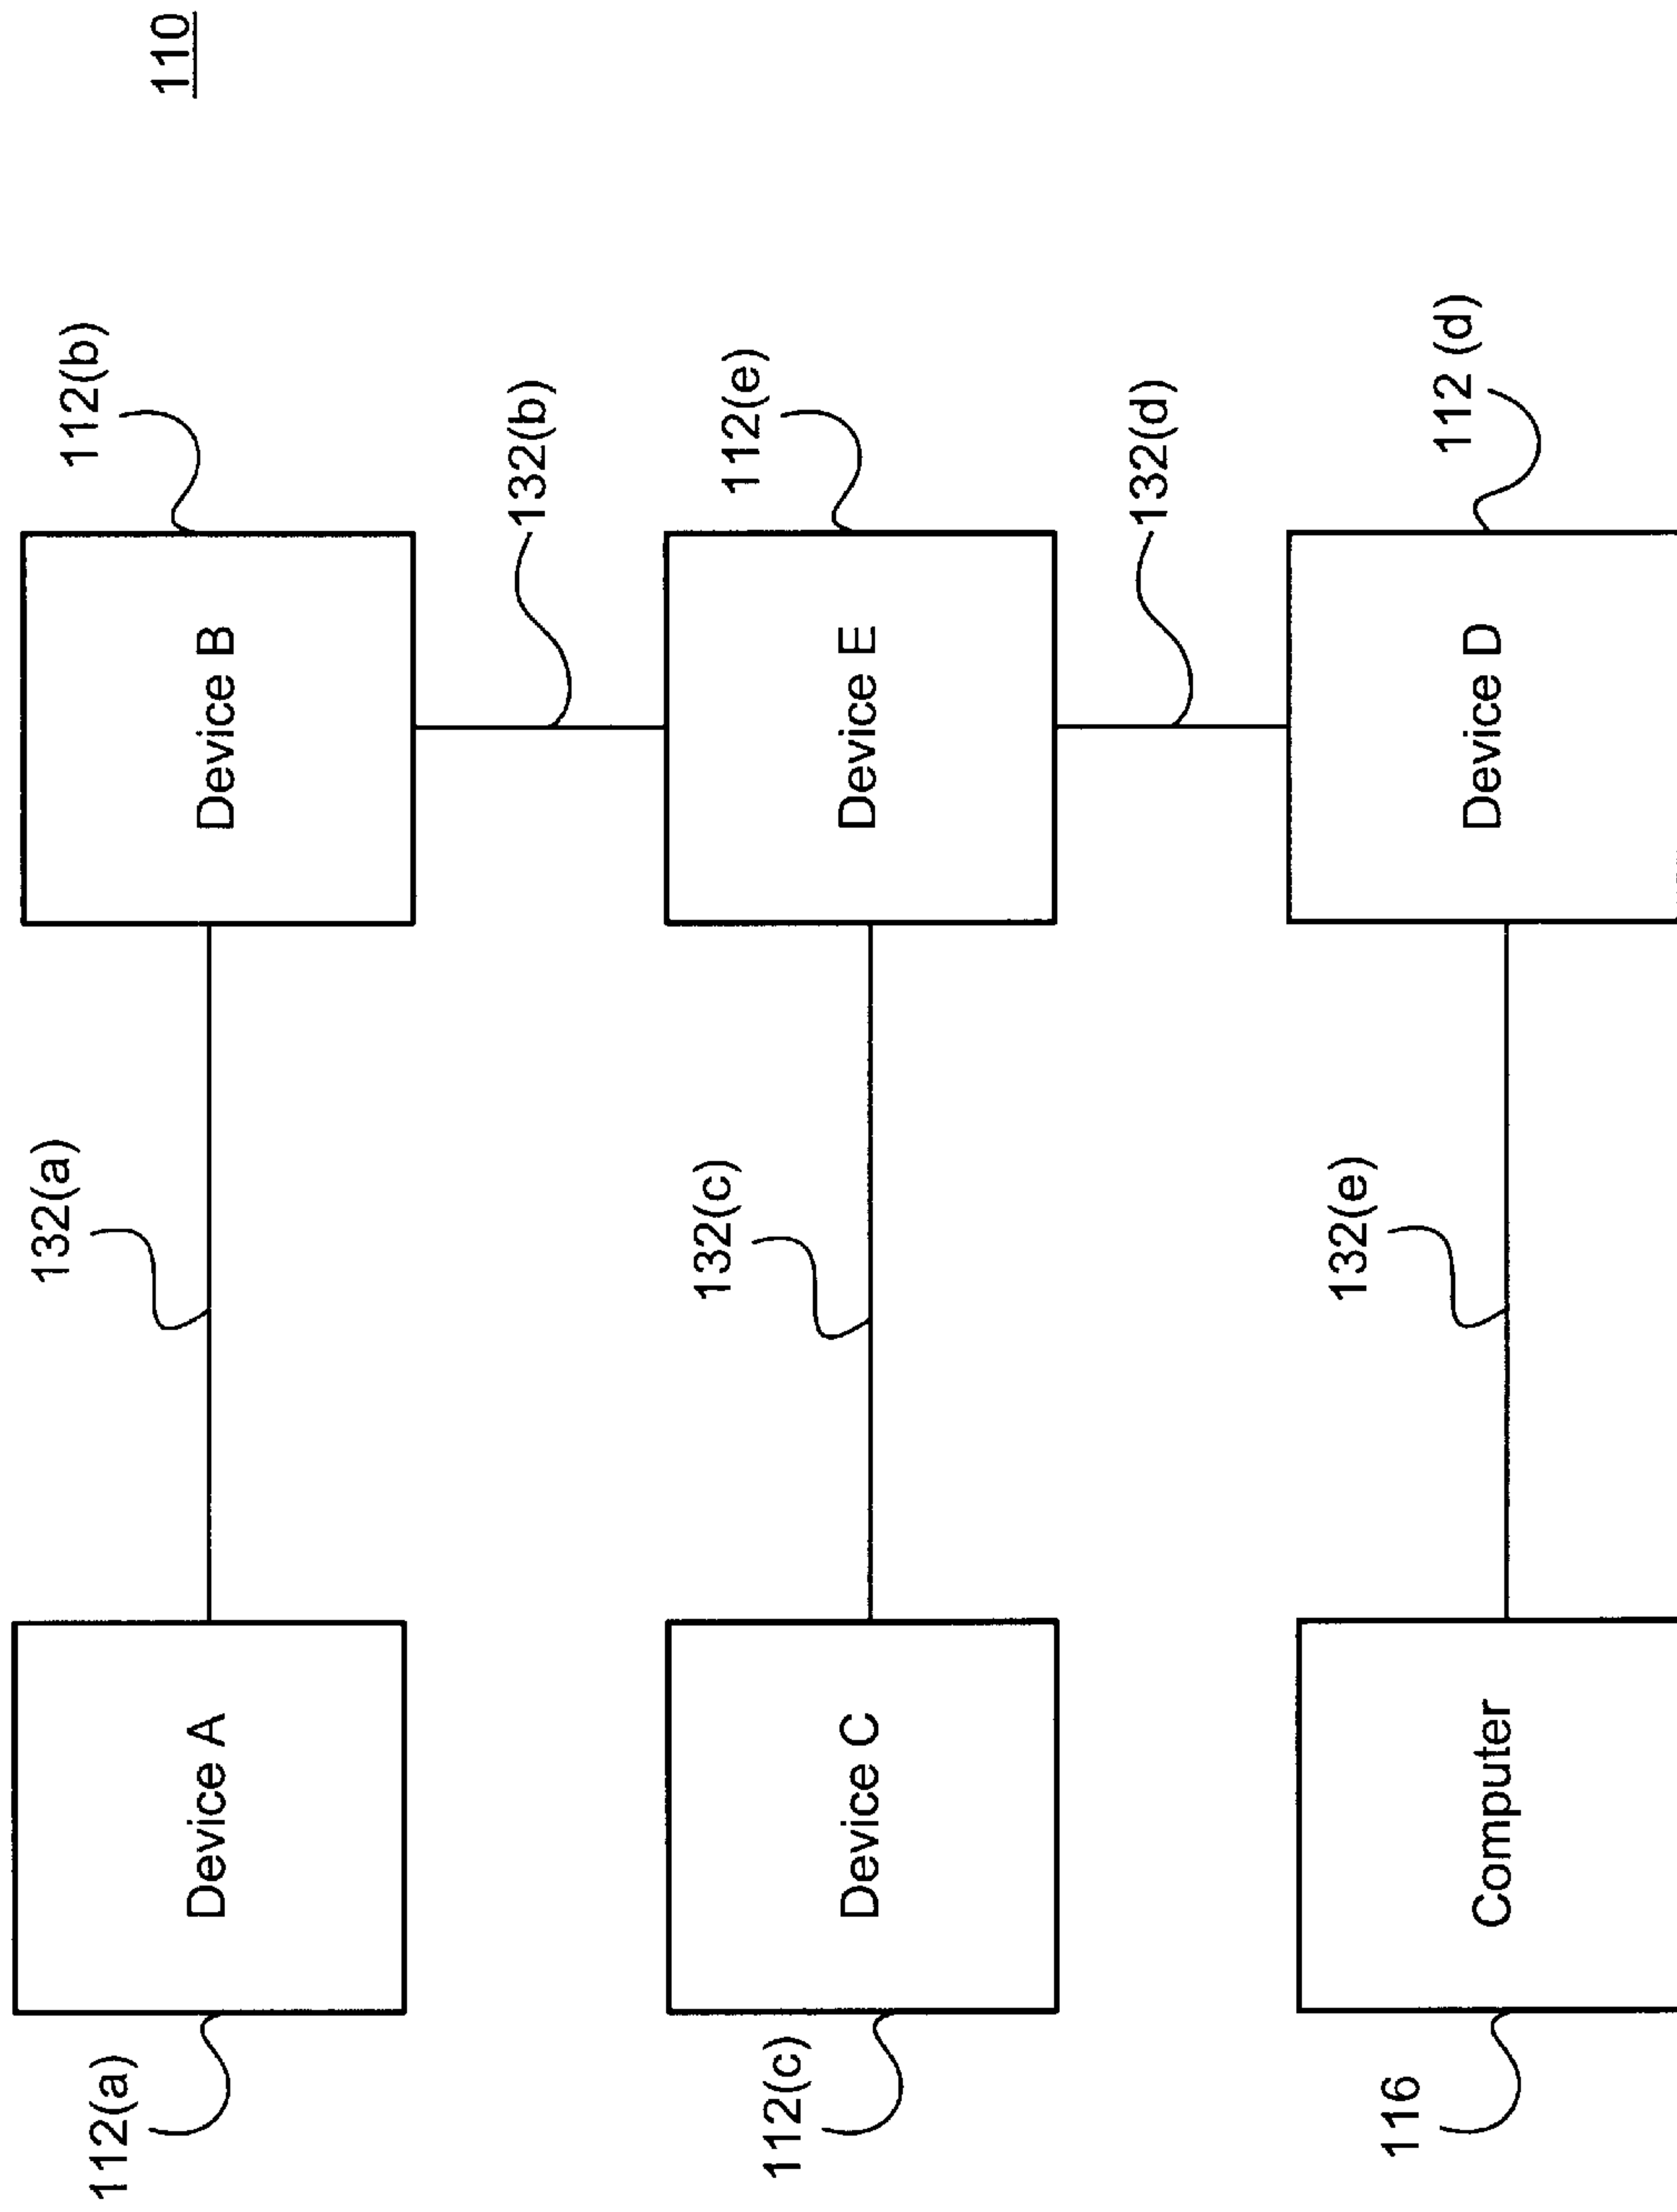 110
112(a)
Device A
132(a)
Device B
112(b)
132(b)
112(c)
Device C
132(c)
Device E
112(e)
132(d)
116
Computer
132(e)
Device D
112 (d)